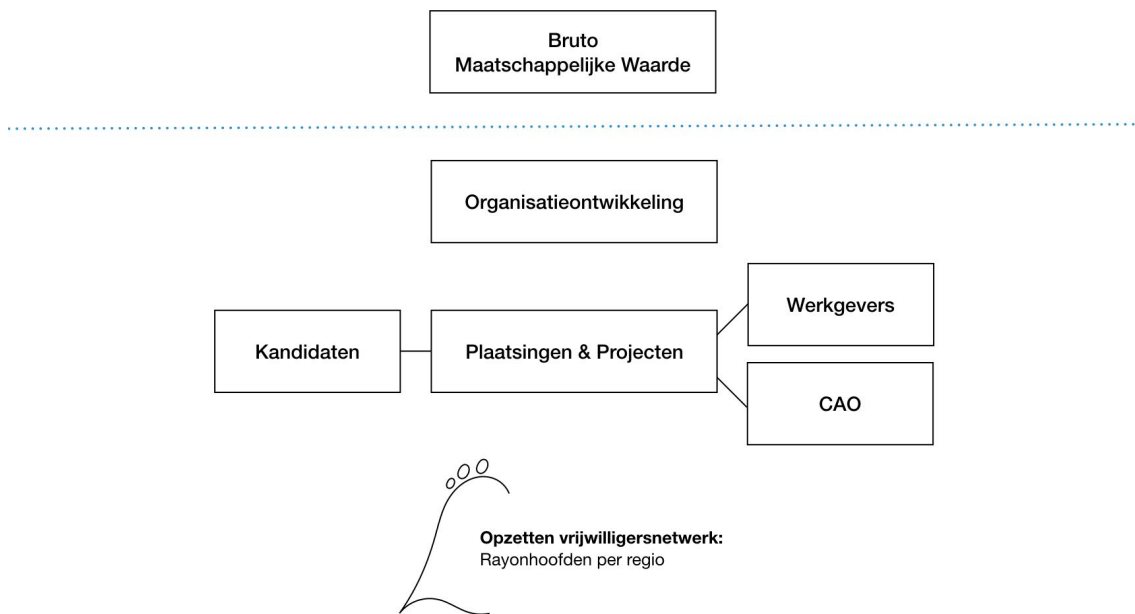 Bruto
Maatschappelijke Waarde
Organisatieontwikkeling
Kandidaten
Plaatsingen & Projecten
Werkgevers
CAO
Opzetten vrijwilligersnetwerk:
Rayonhoofden per regio